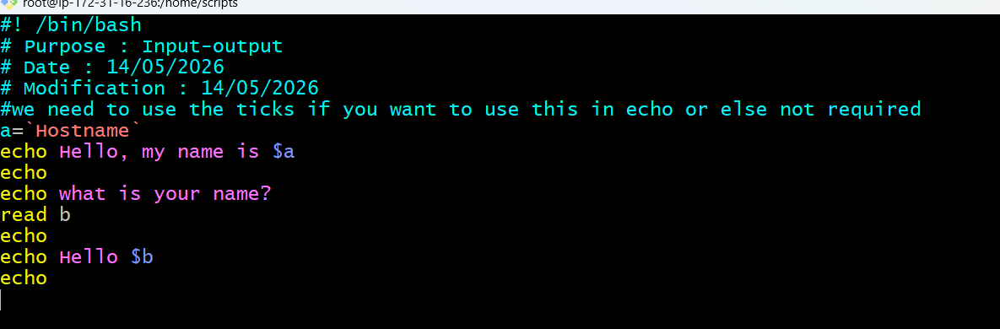 root@ip-172-31-16-236:/home/scripts
#! /bin/bash
# Purpose : Input-output
# Date : 14/05/2026
# Modification : 14/05/2026
#we need to use the ticks if you want to use this in echo or else not required
a=`Hostname`
echo Hello, my name is $a
echo
echo what is your name?
read b
echo
echo Hello $b
echo